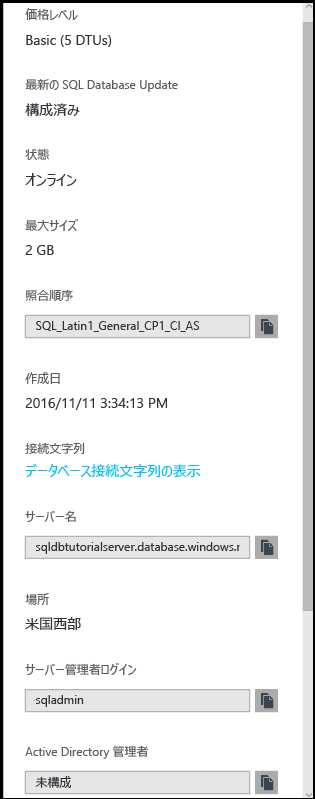 価格レベル
Basic (5 DTUs)
最新の SQL Database Update
構成済み
状態
オンライン
最大サイズ
2 GB
照合順序
SQL_Latin1_General_CP1_CI_AS
作成日
2016/11/11 3:34:13 PM
接続文字列
データベース接続文字列の表示
サーバー名
sqldbtutorialserver.database.windows.
場所
米国西部
サーバー管理者ログイン
sqladmin
Active Directory 管理者
未構成